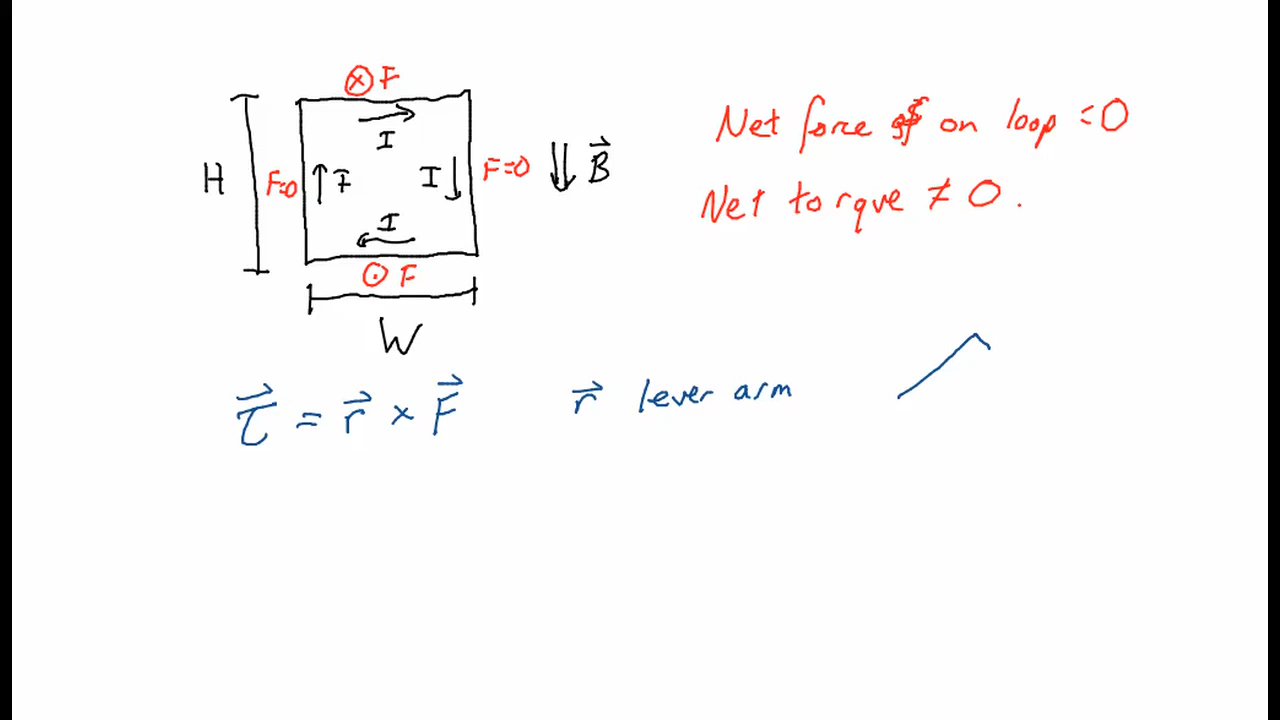 ⊗ F
I
H
F=0
I
I
F=0
B⃗
I
⊙ F
W
Net force on loop =0
Net torque ≠ 0.
τ⃗ = r⃗ × F⃗
r⃗ lever arm